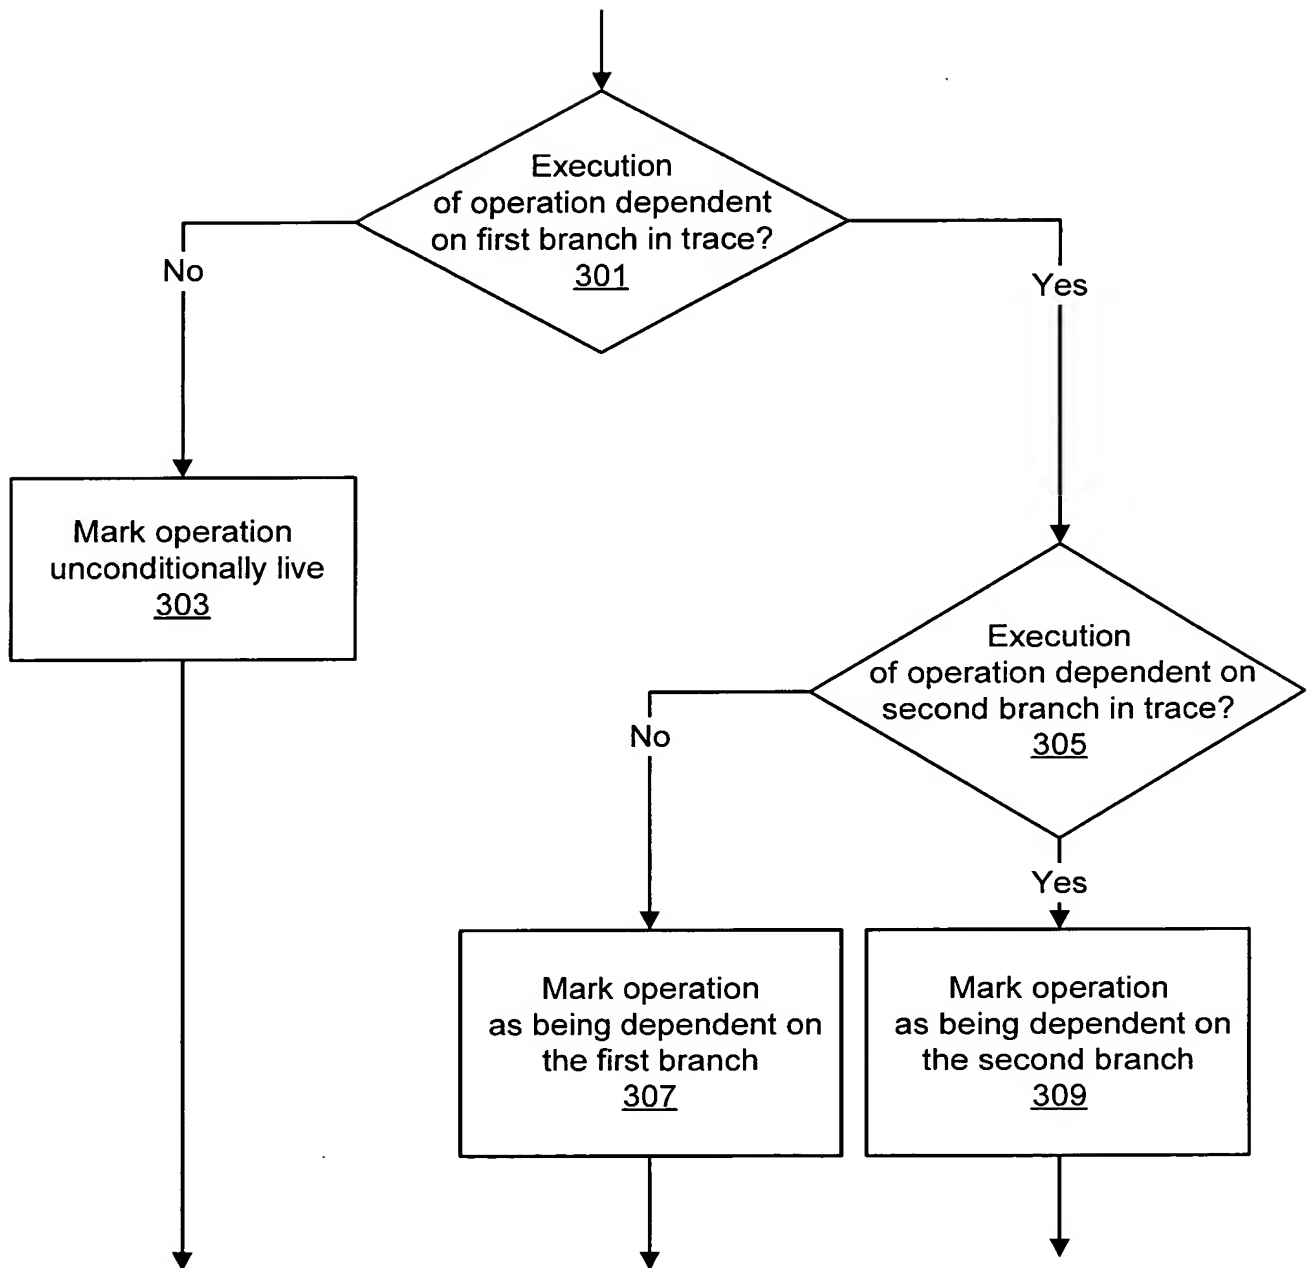 Execution
of operation dependent
on first branch in trace?
301
No
Yes
Mark operation
unconditionally live
303
Execution
of operation dependent on
second branch in trace?
305
No
Yes
Mark operation
as being dependent on
the first branch
307
Mark operation
as being dependent on
the second branch
309